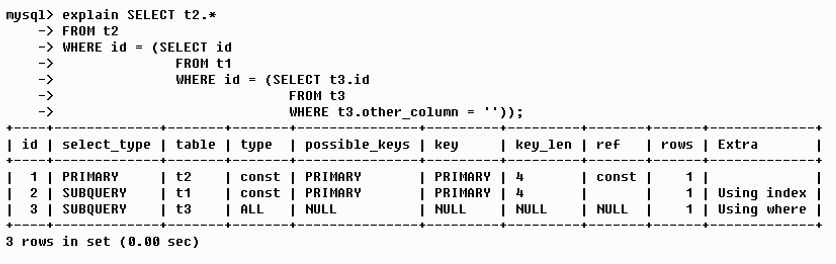 mysql> explain SELECT t2.*
    -> FROM t2
    -> WHERE id = (SELECT id
    ->               FROM t1
    ->               WHERE id = (SELECT t3.id
    ->                             FROM t3
    ->                             WHERE t3.other_column = ''));
+----+-------------+-------+-------+---------------+---------+---------+-------+------+-------------+
| id | select_type | table | type  | possible_keys | key     | key_len | ref   | rows | Extra       |
+----+-------------+-------+-------+---------------+---------+---------+-------+------+-------------+
|  1 | PRIMARY     | t2    | const | PRIMARY       | PRIMARY | 4       | const |    1 |             |
|  2 | SUBQUERY    | t1    | const | PRIMARY       | PRIMARY | 4       |       |    1 | Using index |
|  3 | SUBQUERY    | t3    | ALL   | NULL          | NULL    | NULL    | NULL  |    1 | Using where |
+----+-------------+-------+-------+---------------+---------+---------+-------+------+-------------+
3 rows in set (0.00 sec)